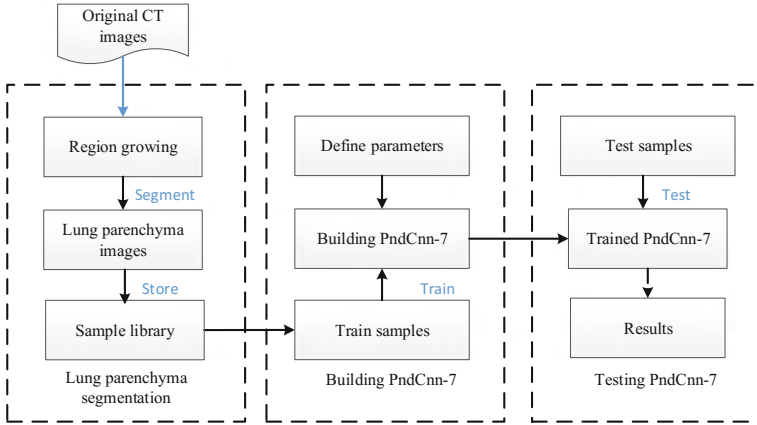 Original CT
images
Region growing
Segment
Lung parenchyma
images
Store
Sample library
Lung parenchyma
segmentation
Define parameters
Building PndCnn-7
Train
Train samples
Building PndCnn-7
Test samples
Test
Trained PndCnn-7
Results
Testing PndCnn-7